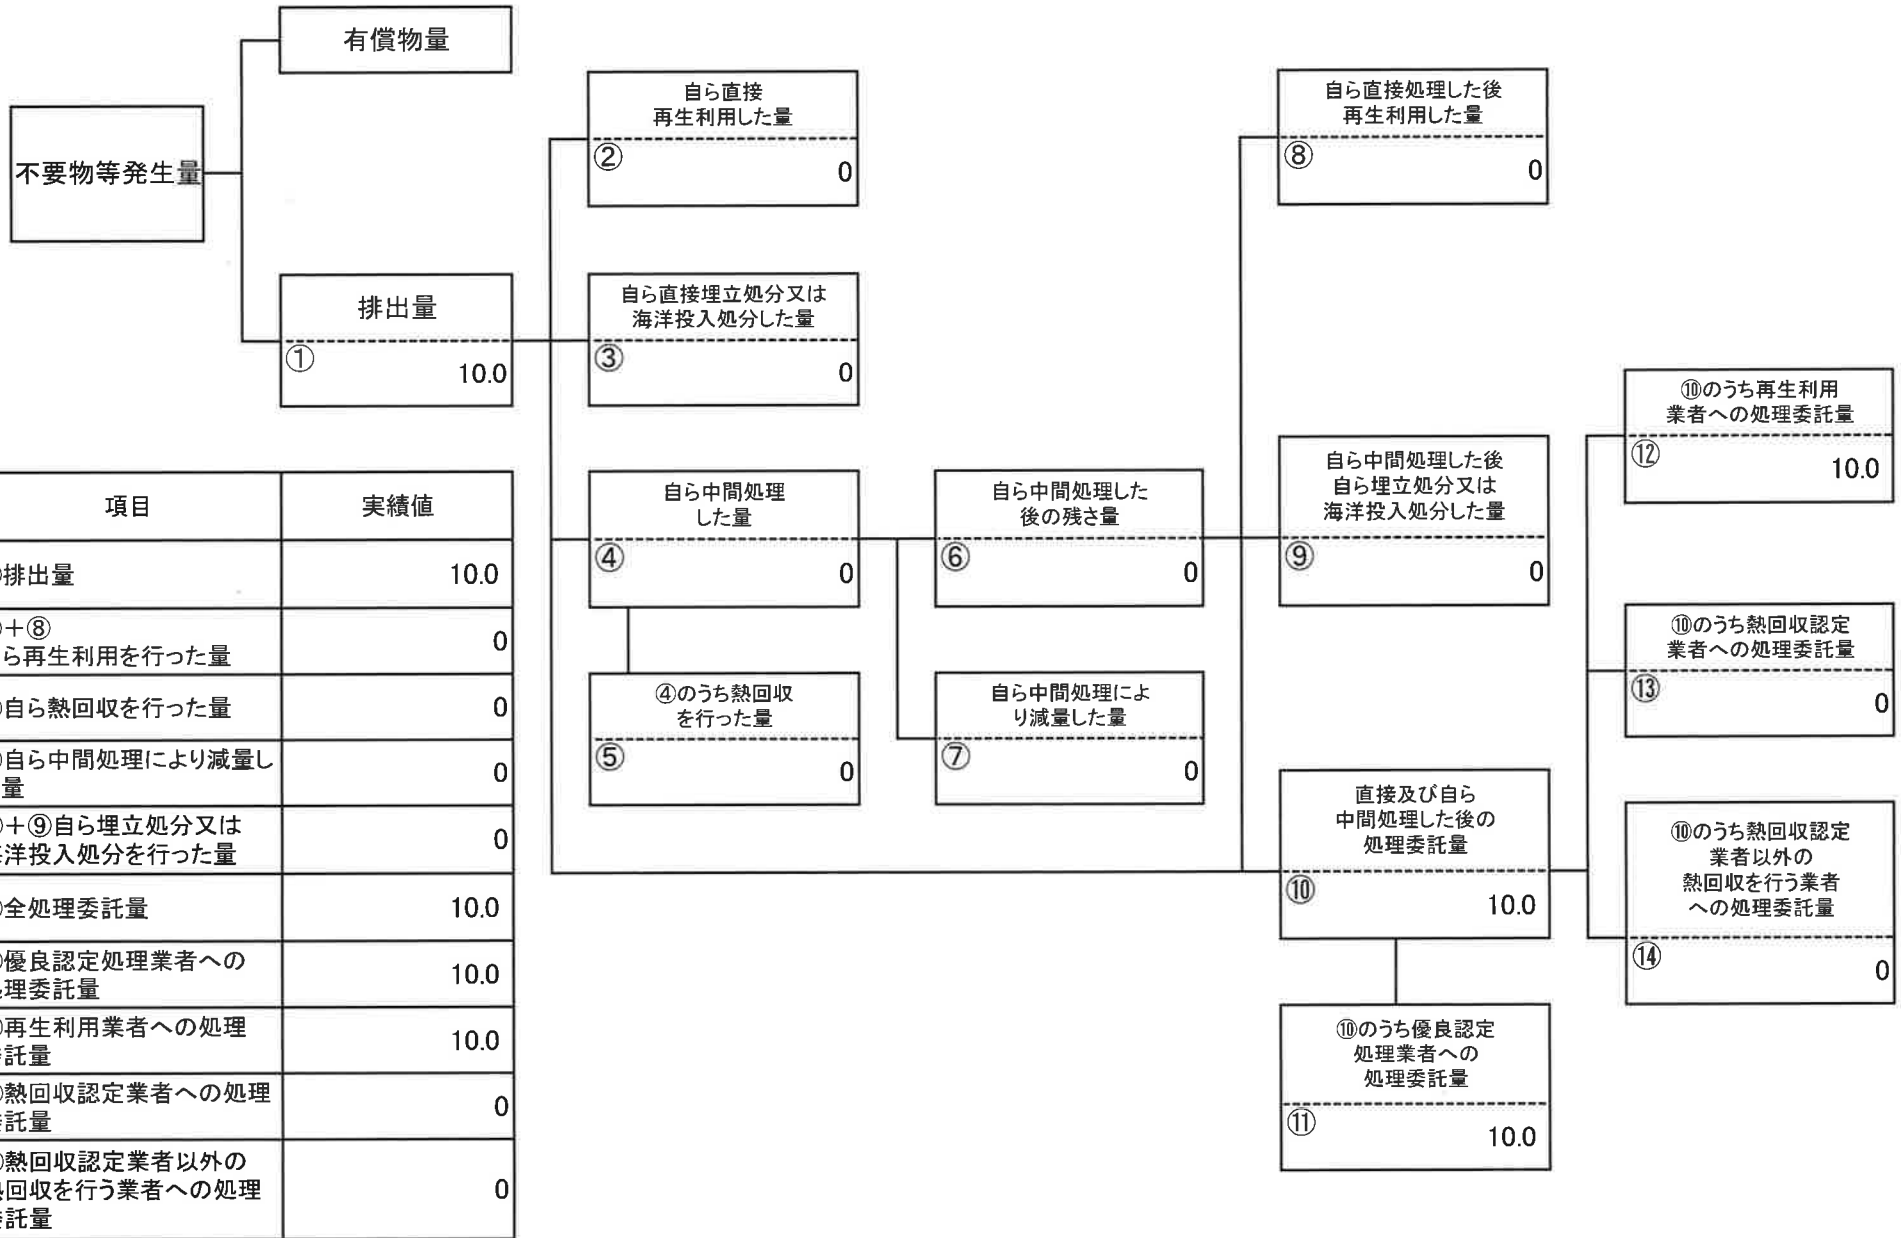 有償物量
不要物等発生量
排出量
①
10.0
自ら直接
再生利用した量
②
0
自ら直接埋立処分又は
海洋投入処分した量
③
0
自ら中間処理
した量
④
0
④のうち熱回収
を行った量
⑤
0
自ら中間処理した
後の残さ量
⑥
0
自ら中間処理によ
り減量した量
⑦
0
自ら直接処理した後
再生利用した量
⑧
0
自ら中間処理した後
自ら埋立処分又は
海洋投入処分した量
⑨
0
直接及び自ら
中間処理した後の
処理委託量
⑩
10.0
⑩のうち優良認定
処理業者への
処理委託量
⑪
10.0
⑩のうち再生利用
業者への処理委託量
⑫
10.0
⑩のうち熱回収認定
業者への処理委託量
⑬
0
⑩のうち熱回収認定
業者以外の
熱回収を行う業者
への処理委託量
⑭
0
項目 実績値
排出量 10.0
+⑧
ら再生利用を行った量 0
自ら熱回収を行った量 0
自ら中間処理により減量し
量 0
+⑨自ら埋立処分又は
洋投入処分を行った量 0
全処理委託量 10.0
優良認定処理業者への
理委託量 10.0
再生利用業者への処理
託量 10.0
熱回収認定業者への処理
託量 0
熱回収認定業者以外の
回収を行う業者への処理
託量 0